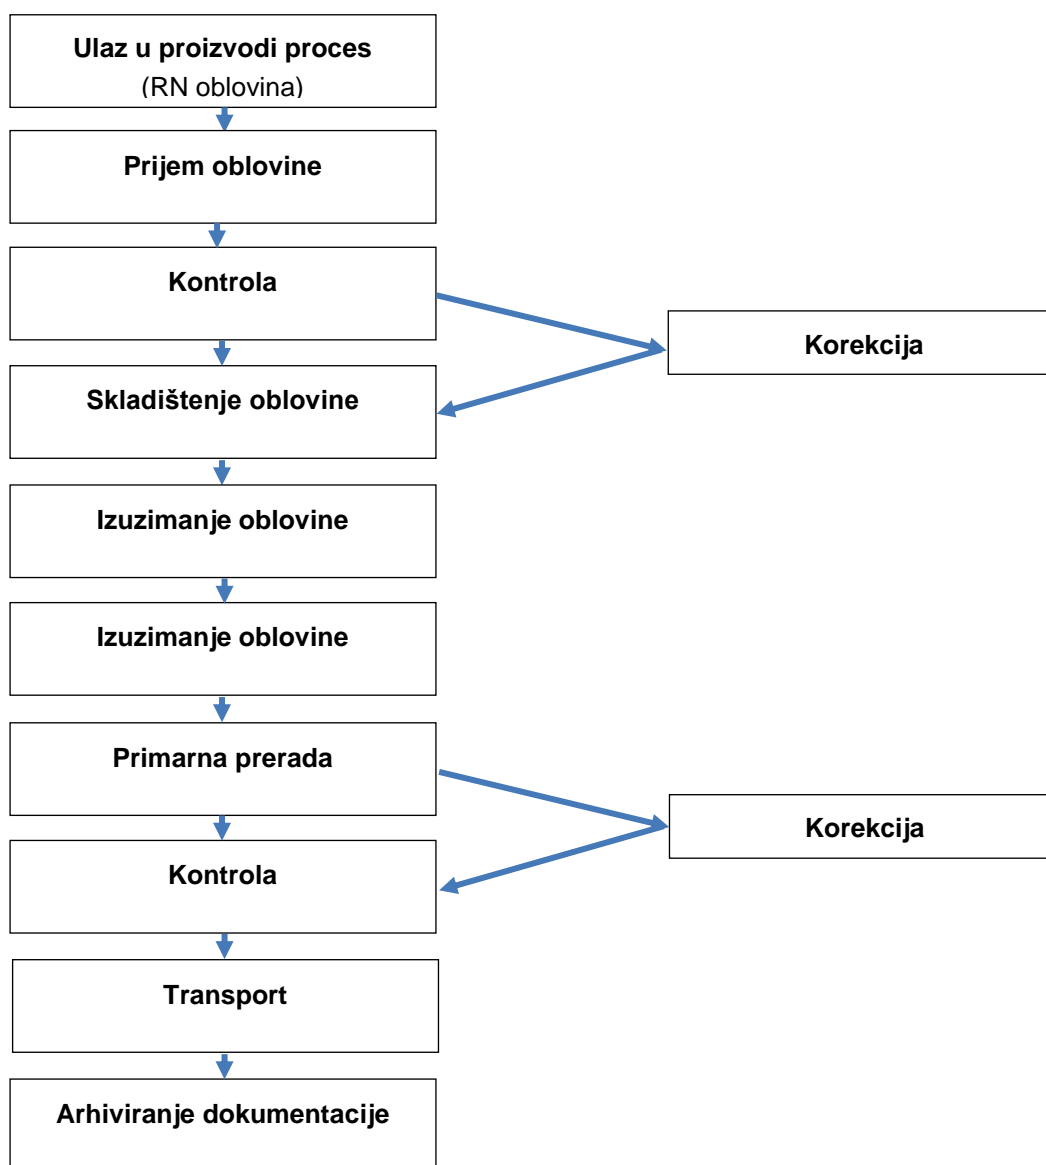 Ulaz u proizvodi proces
(RN oblovina)
Prijem oblovine
Kontrola
Korekcija
Skladištenje oblovine
Izuzimanje oblovine
Izuzimanje oblovine
Primarna prerada
Korekcija
Kontrola
Transport
Arhiviranje dokumentacije